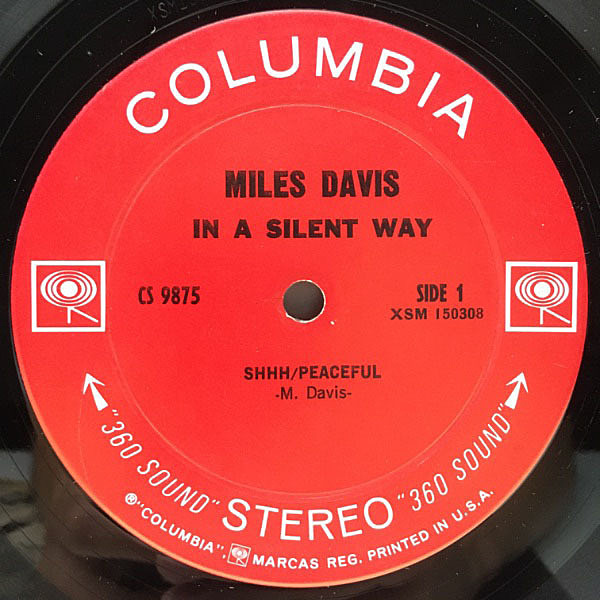 XSM
COLUMBIA
MILES DAVIS
IN A SILENT WAY
CS 9875
SIDE 1
XSM 150308
SHHH/PEACEFUL
-M. Davis-
"360 SOUND" STEREO "360 SOUND"
®"COLUMBIA", MARCAS REG. PRINTED IN U.S.A.